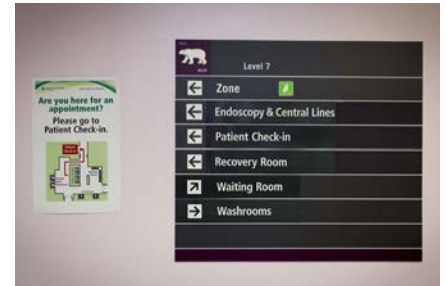 Are you here for an
appointment?
Please go to
Patient Check-in.
Level 7
Zone
Endoscopy & Central Lines
Patient Check-in
Recovery Room
Waiting Room
Washrooms